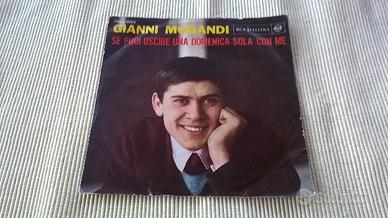 GIANNI MORANDI
RCA ITALIANA
SE PUOI USCIRE UNA DOMENICA SOLA CON ME